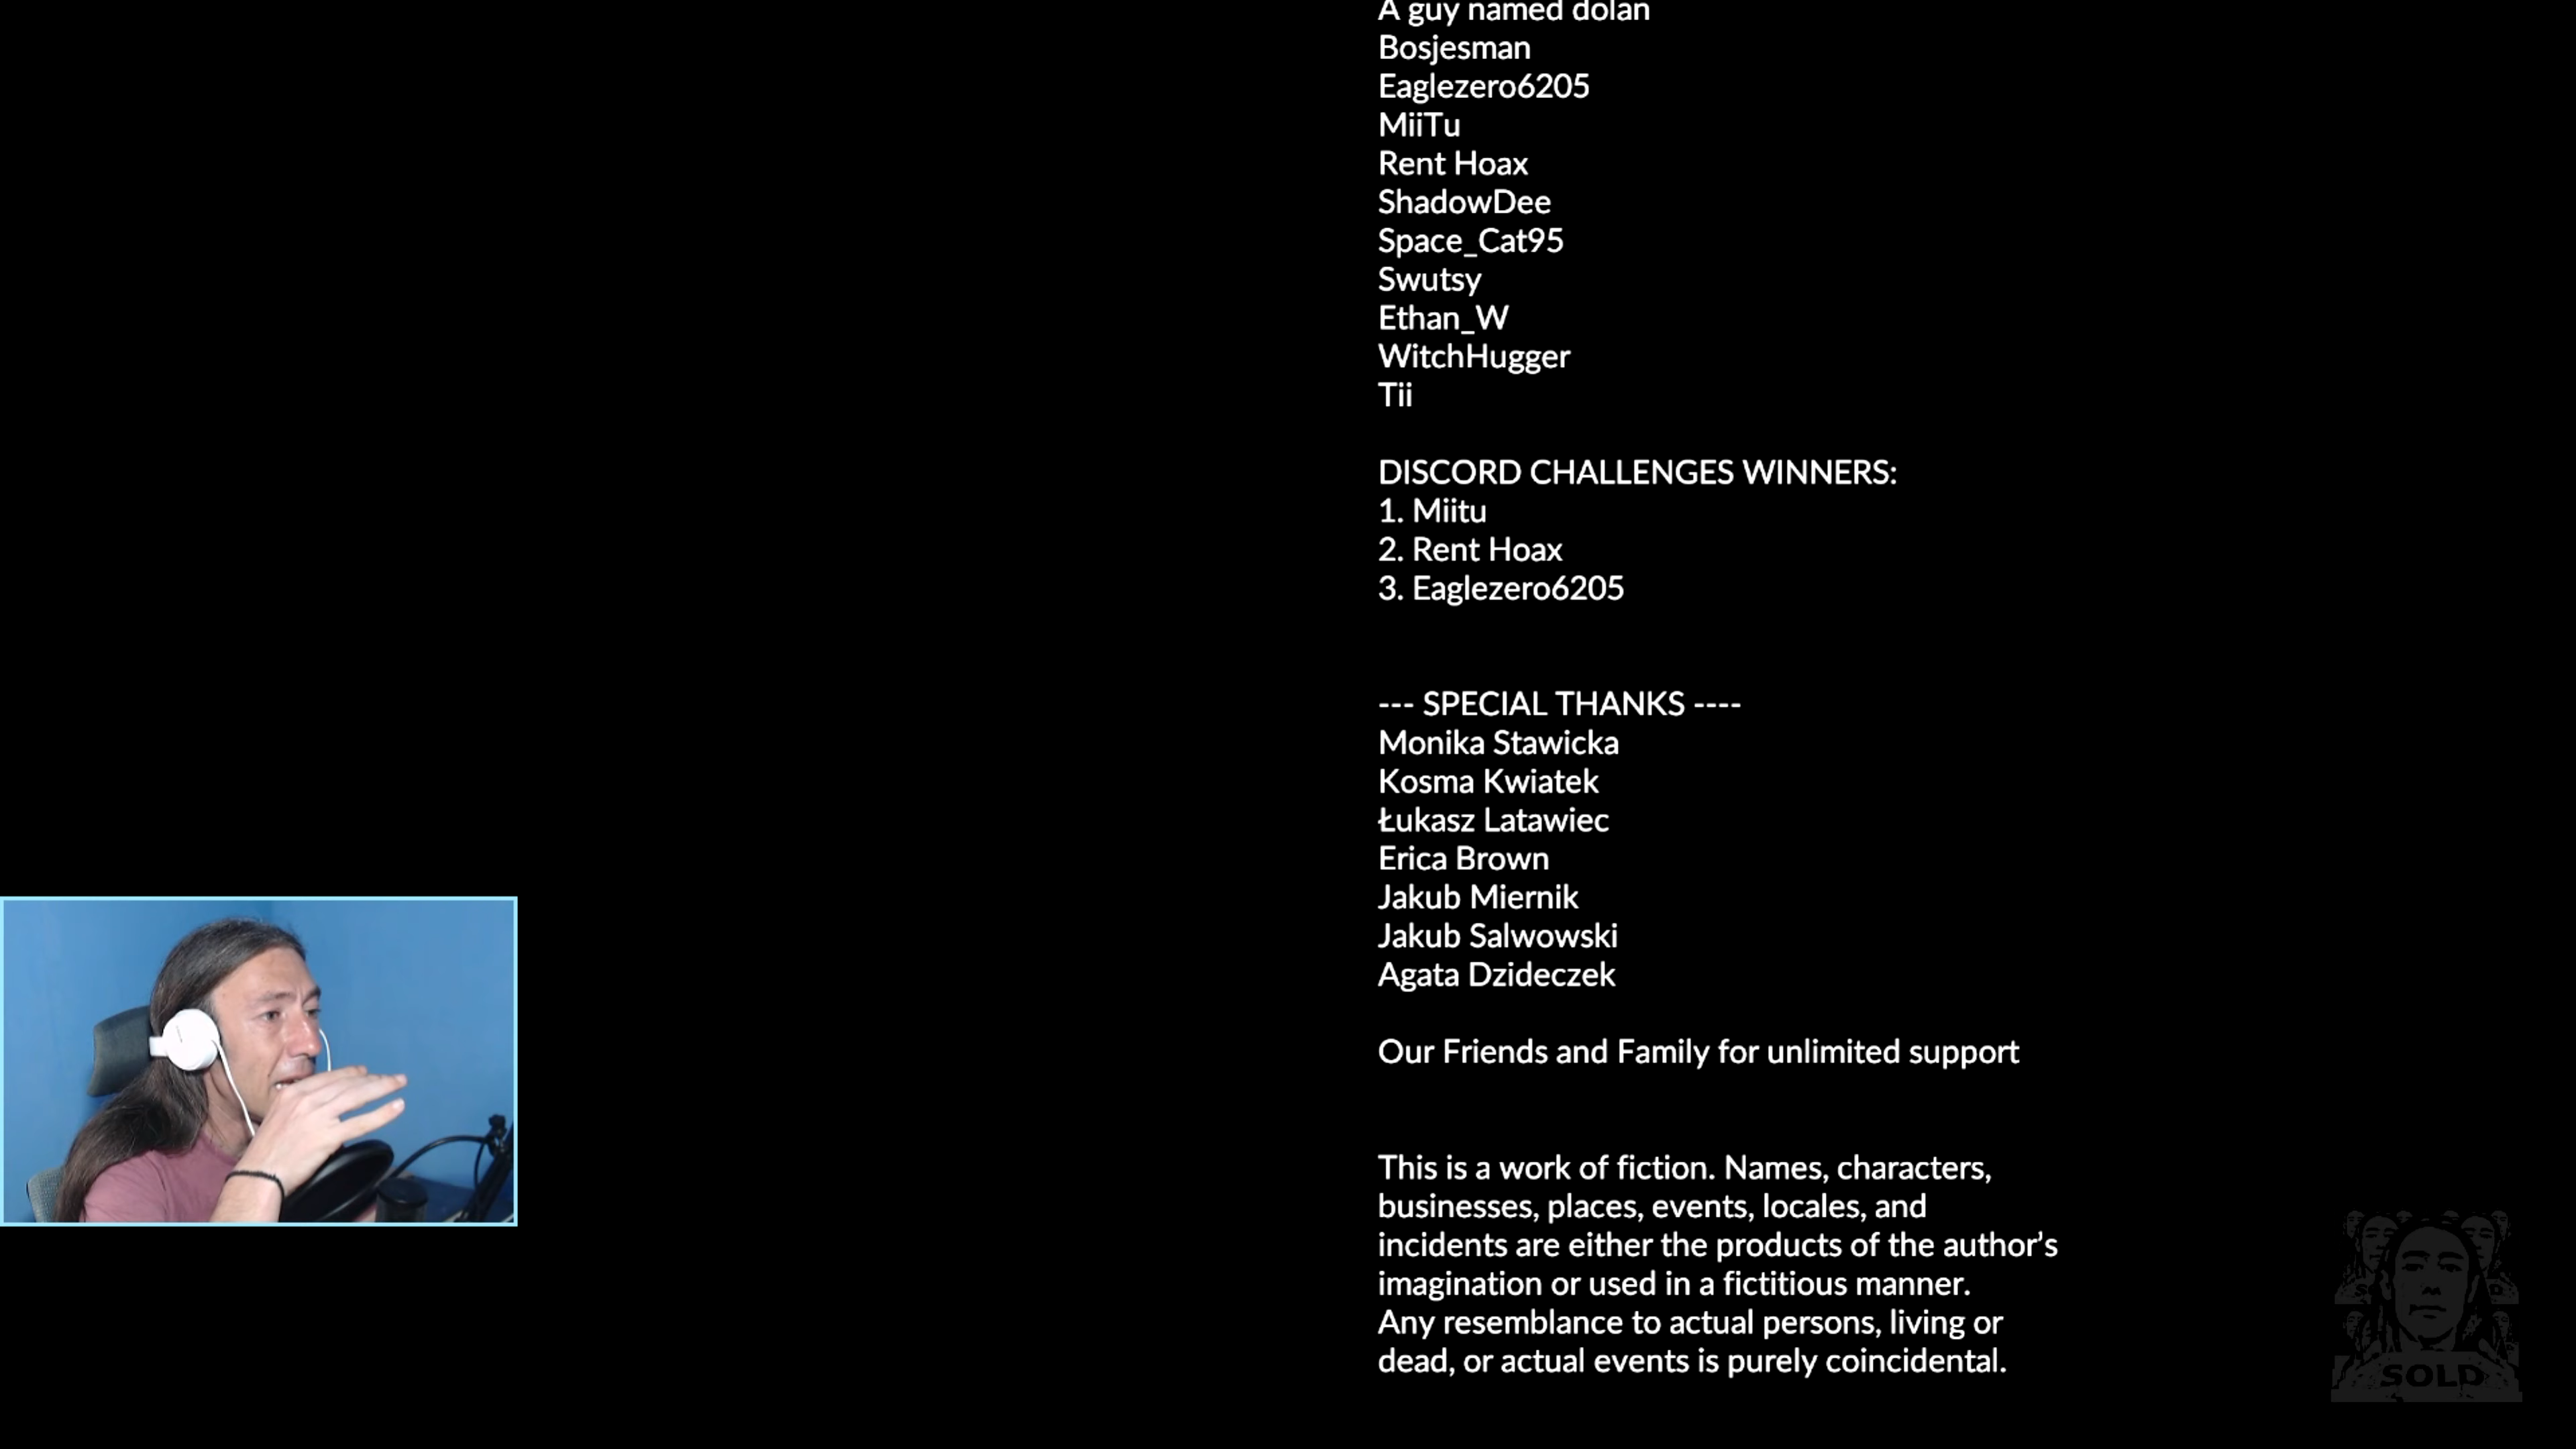 A guy named dolan
Bosjesman
Eaglezero6205
MiiTu
Rent Hoax
ShadowDee
Space_Cat95
Swutsy
Ethan_W
WitchHugger
Tii
DISCORD CHALLENGES WINNERS:
1. Miitu
2. Rent Hoax
3. Eaglezero6205
--- SPECIAL THANKS ----
Monika Stawicka
Kosma Kwiatek
Łukasz Latawiec
Erica Brown
Jakub Miernik
Jakub Salwowski
Agata Dzideczek
Our Friends and Family for unlimited support
This is a work of fiction. Names, characters,
businesses, places, events, locales, and
incidents are either the products of the author’s
imagination or used in a fictitious manner.
Any resemblance to actual persons, living or
dead, or actual events is purely coincidental.
SOLD